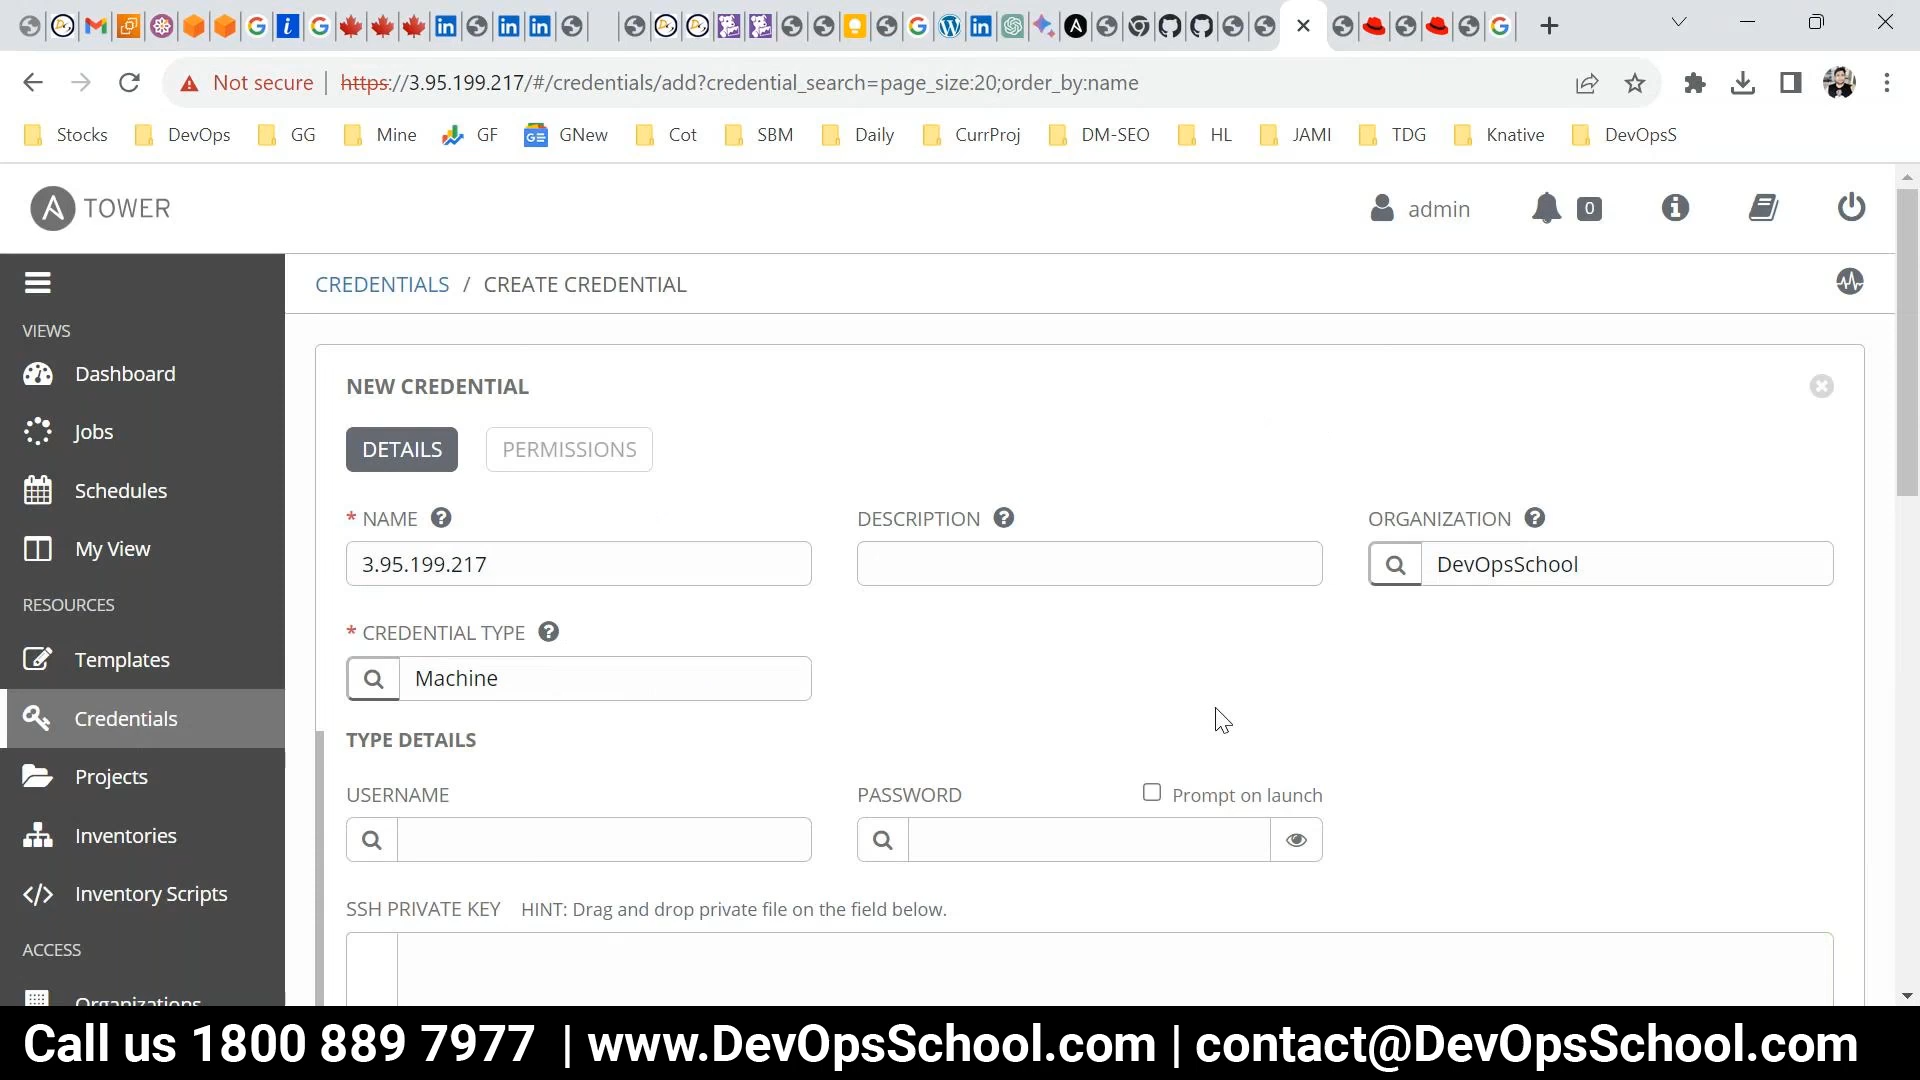 Not secure | https://3.95.199.217/#/credentials/add?credential_search=page_size:20;order_by:name
Stocks DevOps GG Mine GF GNew Cot SBM Daily CurrProj DM-SEO HL JAMI TDG Knative DevOpsS
A TOWER admin 0
CREDENTIALS / CREATE CREDENTIAL
VIEWS
Dashboard
Jobs
Schedules
My View
RESOURCES
Templates
Credentials
Projects
Inventories
Inventory Scripts
ACCESS
Organizations
NEW CREDENTIAL
DETAILS PERMISSIONS
* NAME ? DESCRIPTION ? ORGANIZATION ?
3.95.199.217 DevOpsSchool
* CREDENTIAL TYPE ?
Machine
TYPE DETAILS
USERNAME PASSWORD Prompt on launch
SSH PRIVATE KEY HINT: Drag and drop private file on the field below.
Call us 1800 889 7977 | www.DevOpsSchool.com | contact@DevOpsSchool.com